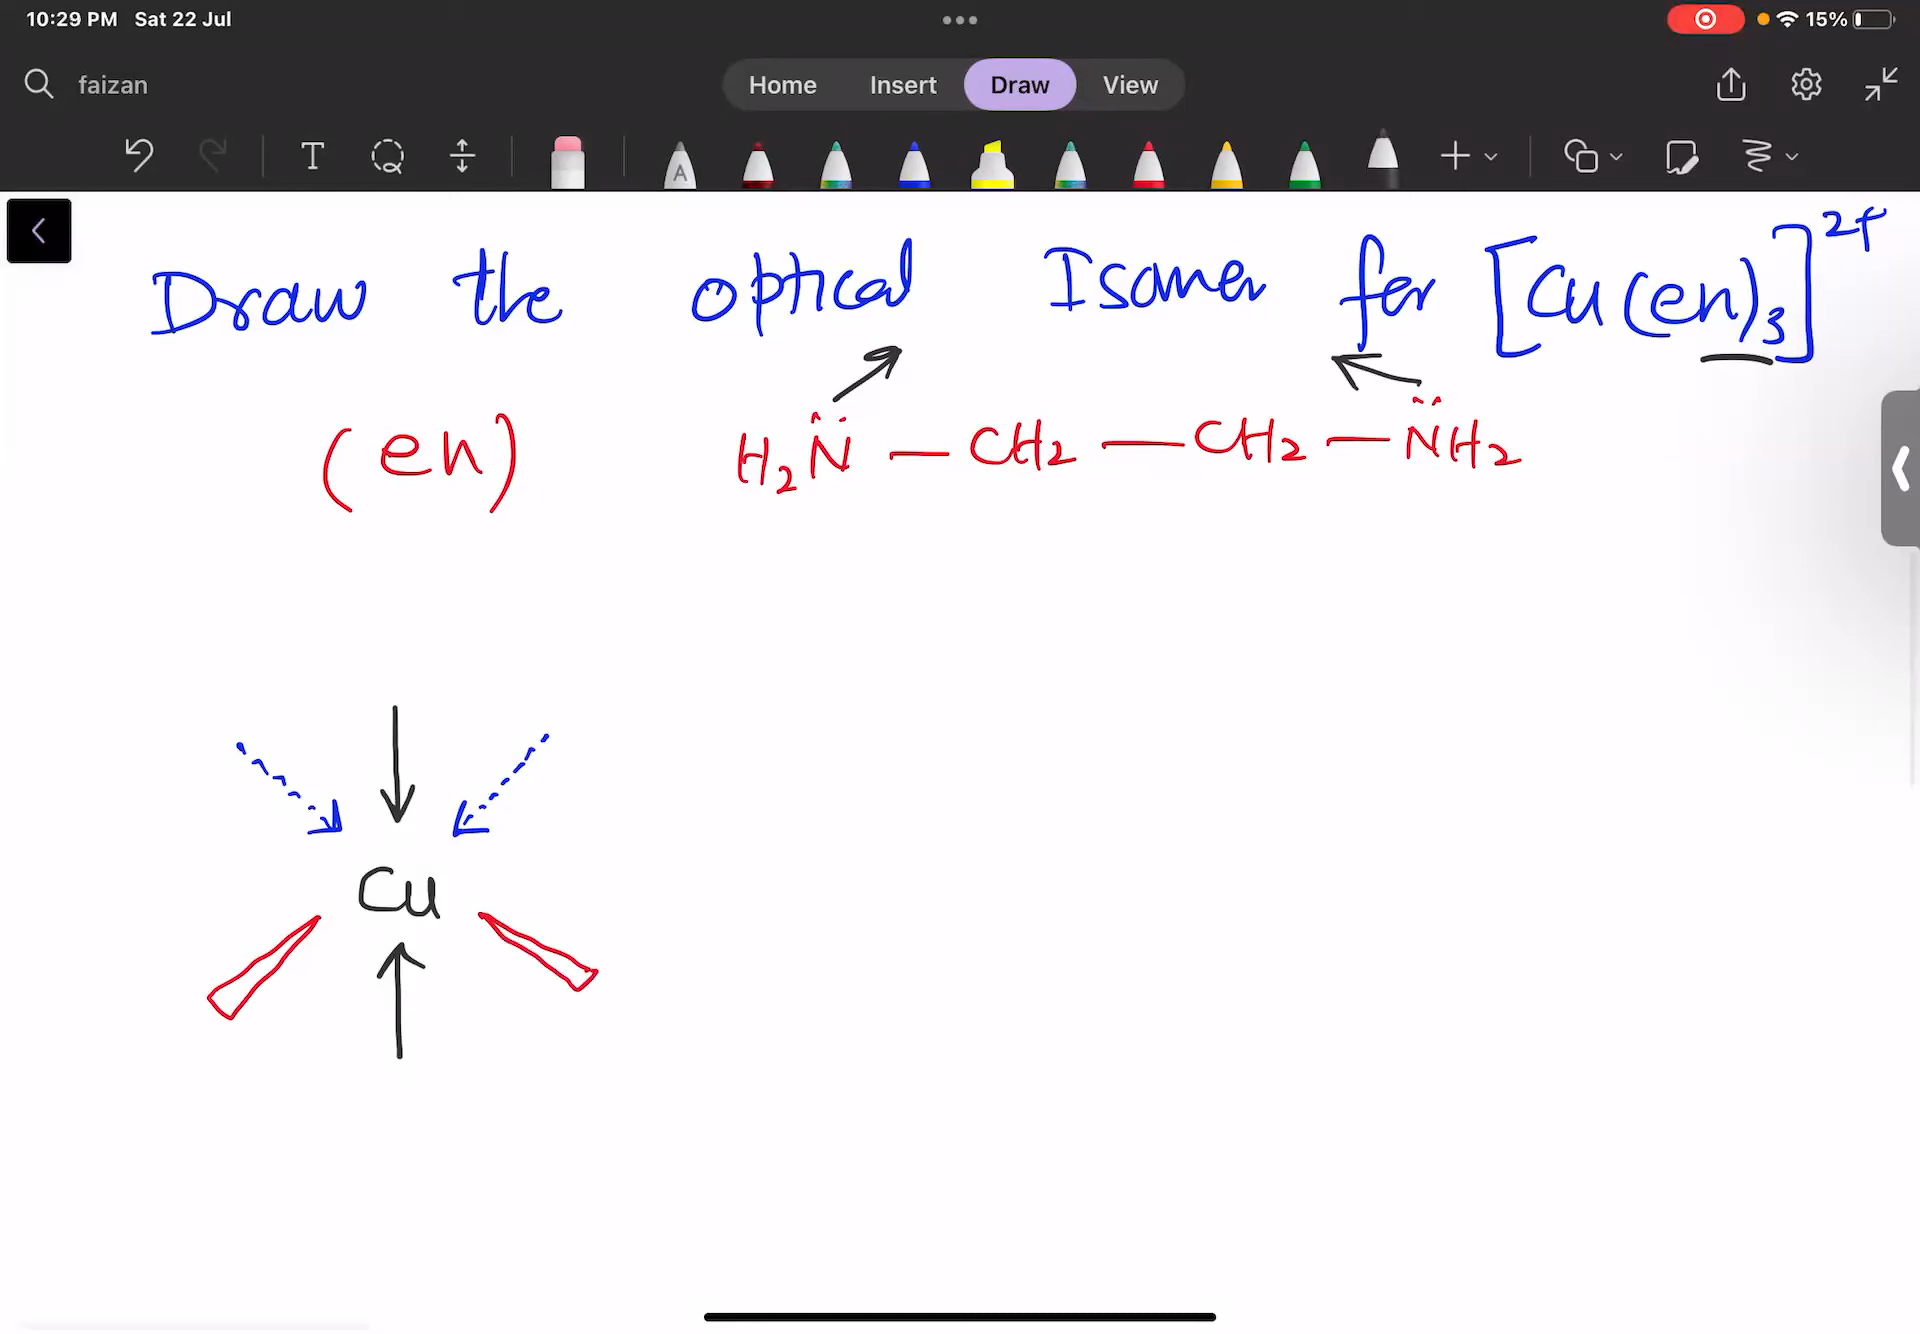 10:29 PM Sat 22 Jul
15%
faizan
Home Insert Draw View
T
A
Draw the optical Isomer for [Cu(en)₃]²⁺
(en) H₂N̈ — CH₂ — CH₂ — N̈H₂
Cu